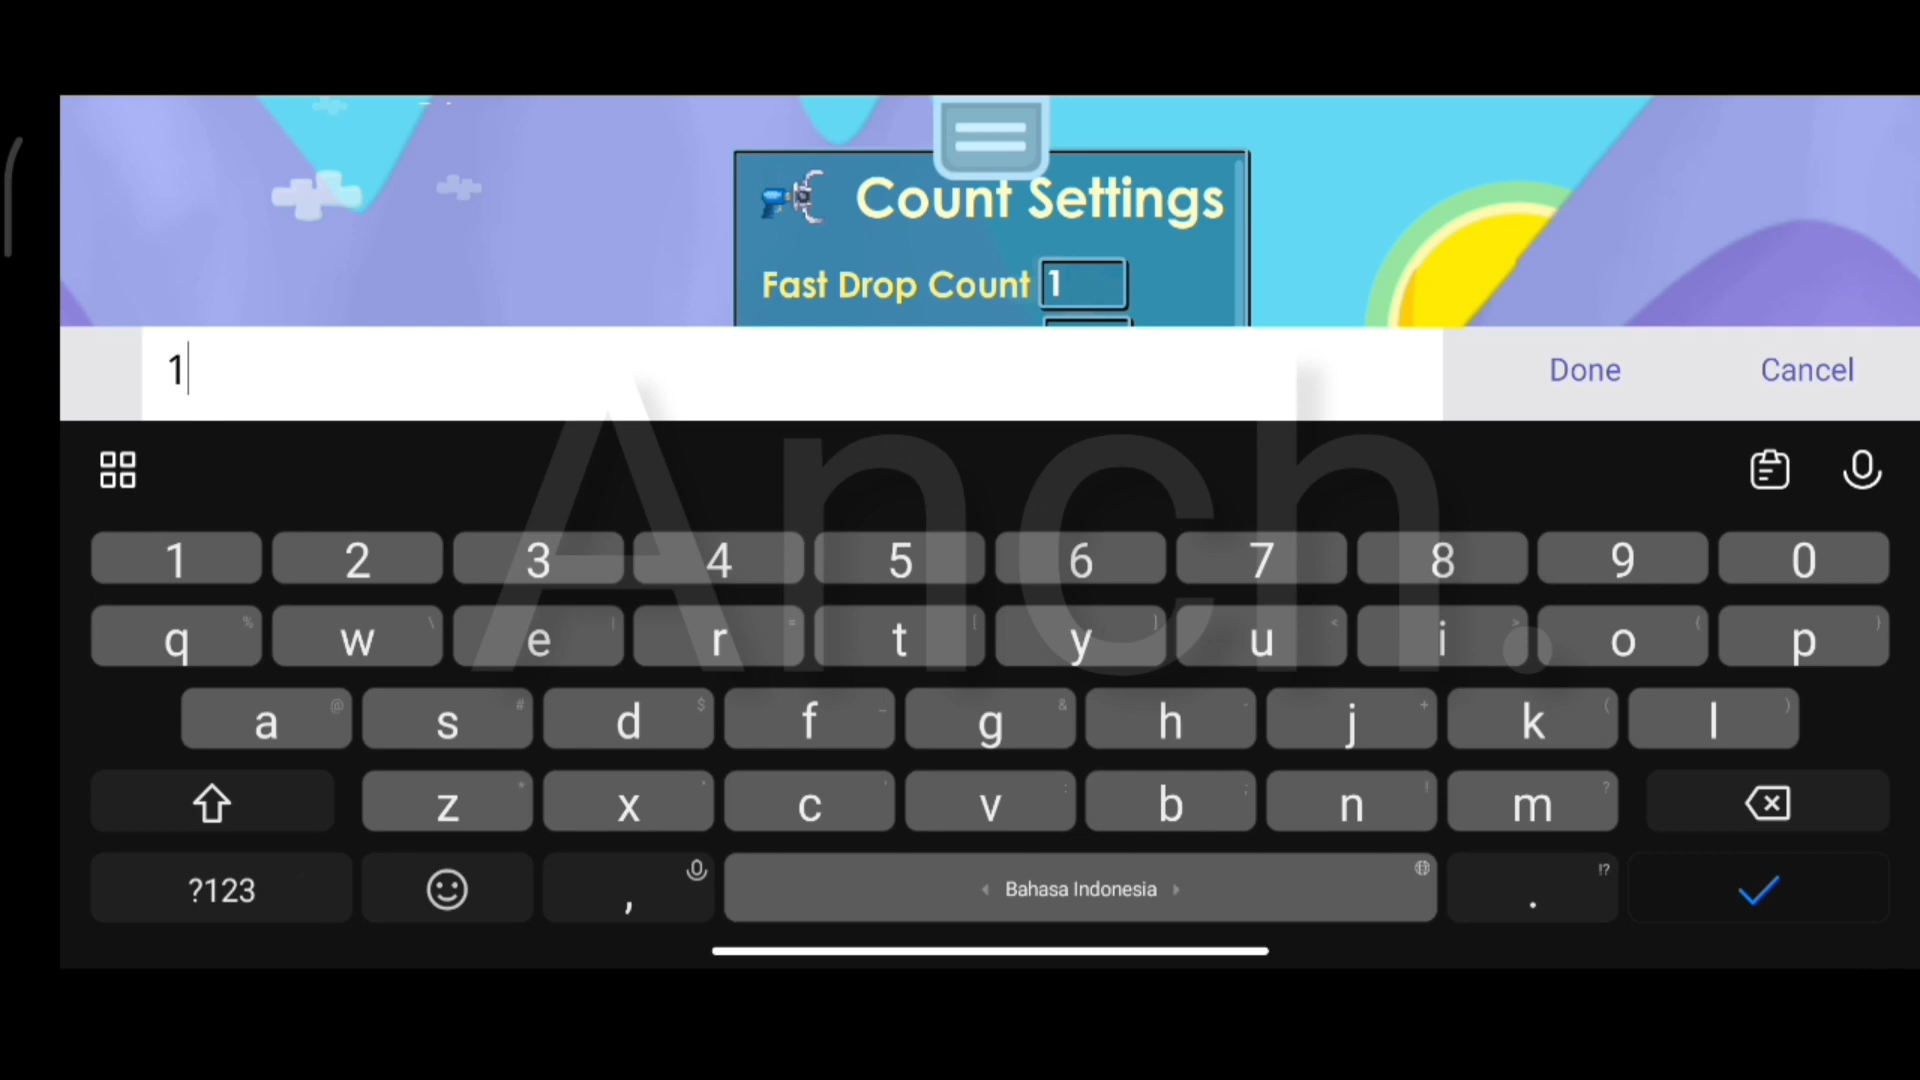 Count Settings
Fast Drop Count 1
1
Done Cancel
Anch.
1 2 3 4 5 6 7 8 9 0
q w e r t y u i o p
a s d f g h j k l
z x c v b n m
?123 , Bahasa Indonesia .